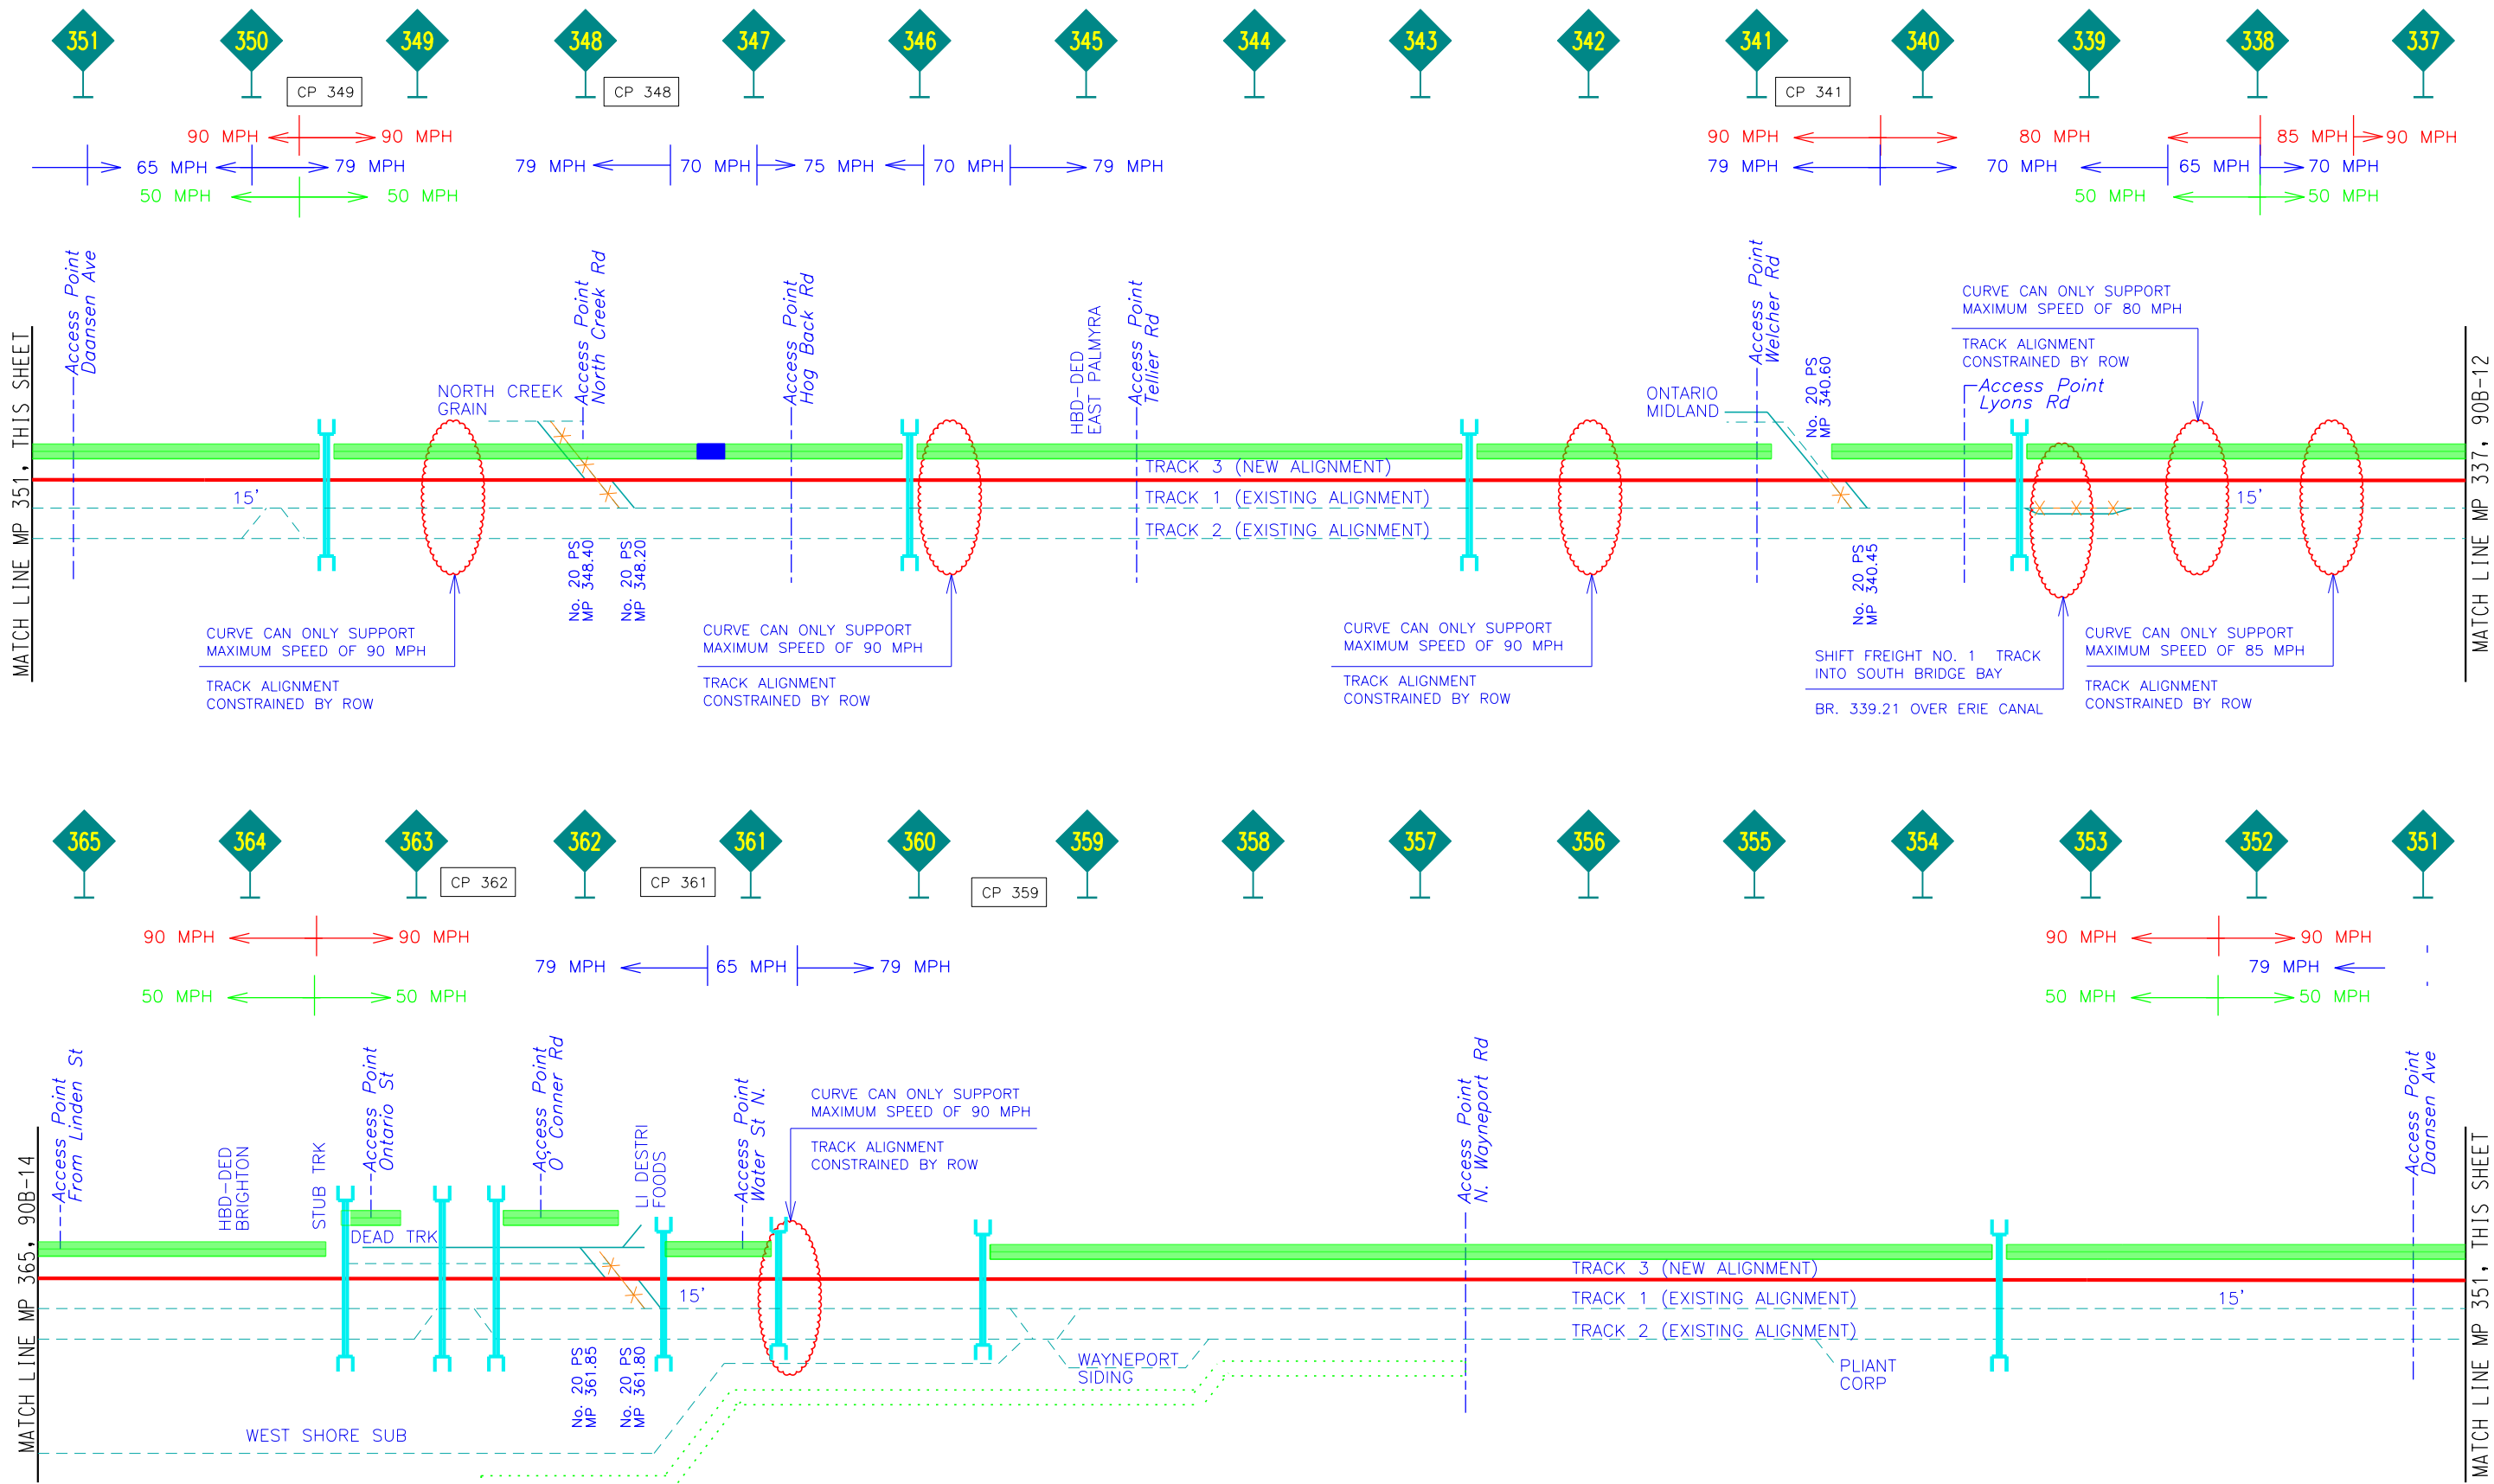 351 350 349 348 347 346 345 344 343 342 341 340 339 338 337
CP 349 CP 348 CP 341
90 MPH 90 MPH 90 MPH 80 MPH 85 MPH 90 MPH
65 MPH 79 MPH 79 MPH 70 MPH 75 MPH 70 MPH 79 MPH 79 MPH 70 MPH 65 MPH 70 MPH
50 MPH 50 MPH 50 MPH 50 MPH
MATCH LINE MP 351, THIS SHEET
Access Point
Daansen Ave
NORTH CREEK
GRAIN
Access Point
North Creek Rd
Access Point
Hog Back Rd
HBD-DED
EAST PALMYRA
Access Point
Tellier Rd
ONTARIO
MIDLAND
Access Point
Welcher Rd
No. 20 PS
MP 340.60
CURVE CAN ONLY SUPPORT
MAXIMUM SPEED OF 80 MPH
TRACK ALIGNMENT
CONSTRAINED BY ROW
Access Point
Lyons Rd
MATCH LINE MP 337, 90B-12
TRACK 3 (NEW ALIGNMENT)
15'
TRACK 1 (EXISTING ALIGNMENT)
15'
TRACK 2 (EXISTING ALIGNMENT)
No. 20 PS
MP 348.40
No. 20 PS
MP 348.20
No. 20 PS
MP 340.45
CURVE CAN ONLY SUPPORT
MAXIMUM SPEED OF 90 MPH
TRACK ALIGNMENT
CONSTRAINED BY ROW
CURVE CAN ONLY SUPPORT
MAXIMUM SPEED OF 90 MPH
TRACK ALIGNMENT
CONSTRAINED BY ROW
CURVE CAN ONLY SUPPORT
MAXIMUM SPEED OF 90 MPH
TRACK ALIGNMENT
CONSTRAINED BY ROW
SHIFT FREIGHT NO. 1 TRACK
INTO SOUTH BRIDGE BAY
BR. 339.21 OVER ERIE CANAL
CURVE CAN ONLY SUPPORT
MAXIMUM SPEED OF 85 MPH
TRACK ALIGNMENT
CONSTRAINED BY ROW
365 364 363 362 361 360 359 358 357 356 355 354 353 352 351
CP 362 CP 361 CP 359
90 MPH 90 MPH 90 MPH 90 MPH
79 MPH 65 MPH 79 MPH 79 MPH
50 MPH 50 MPH 50 MPH 50 MPH
MATCH LINE MP 365, 90B-14
Access Point
From Linden St
HBD-DED
BRIGHTON
STUB TRK
Access Point
Ontario St
DEAD TRK
Access Point
O' Conner Rd
LI DESTRI
FOODS
Access Point
Water St N.
CURVE CAN ONLY SUPPORT
MAXIMUM SPEED OF 90 MPH
TRACK ALIGNMENT
CONSTRAINED BY ROW
Access Point
N. Wayneport Rd
Access Point
Daansen Ave
MATCH LINE MP 351, THIS SHEET
TRACK 3 (NEW ALIGNMENT)
15'
TRACK 1 (EXISTING ALIGNMENT)
15'
TRACK 2 (EXISTING ALIGNMENT)
No. 20 PS
MP 361.85
No. 20 PS
MP 361.80
WAYNEPORT
SIDING
PLIANT
CORP
WEST SHORE SUB